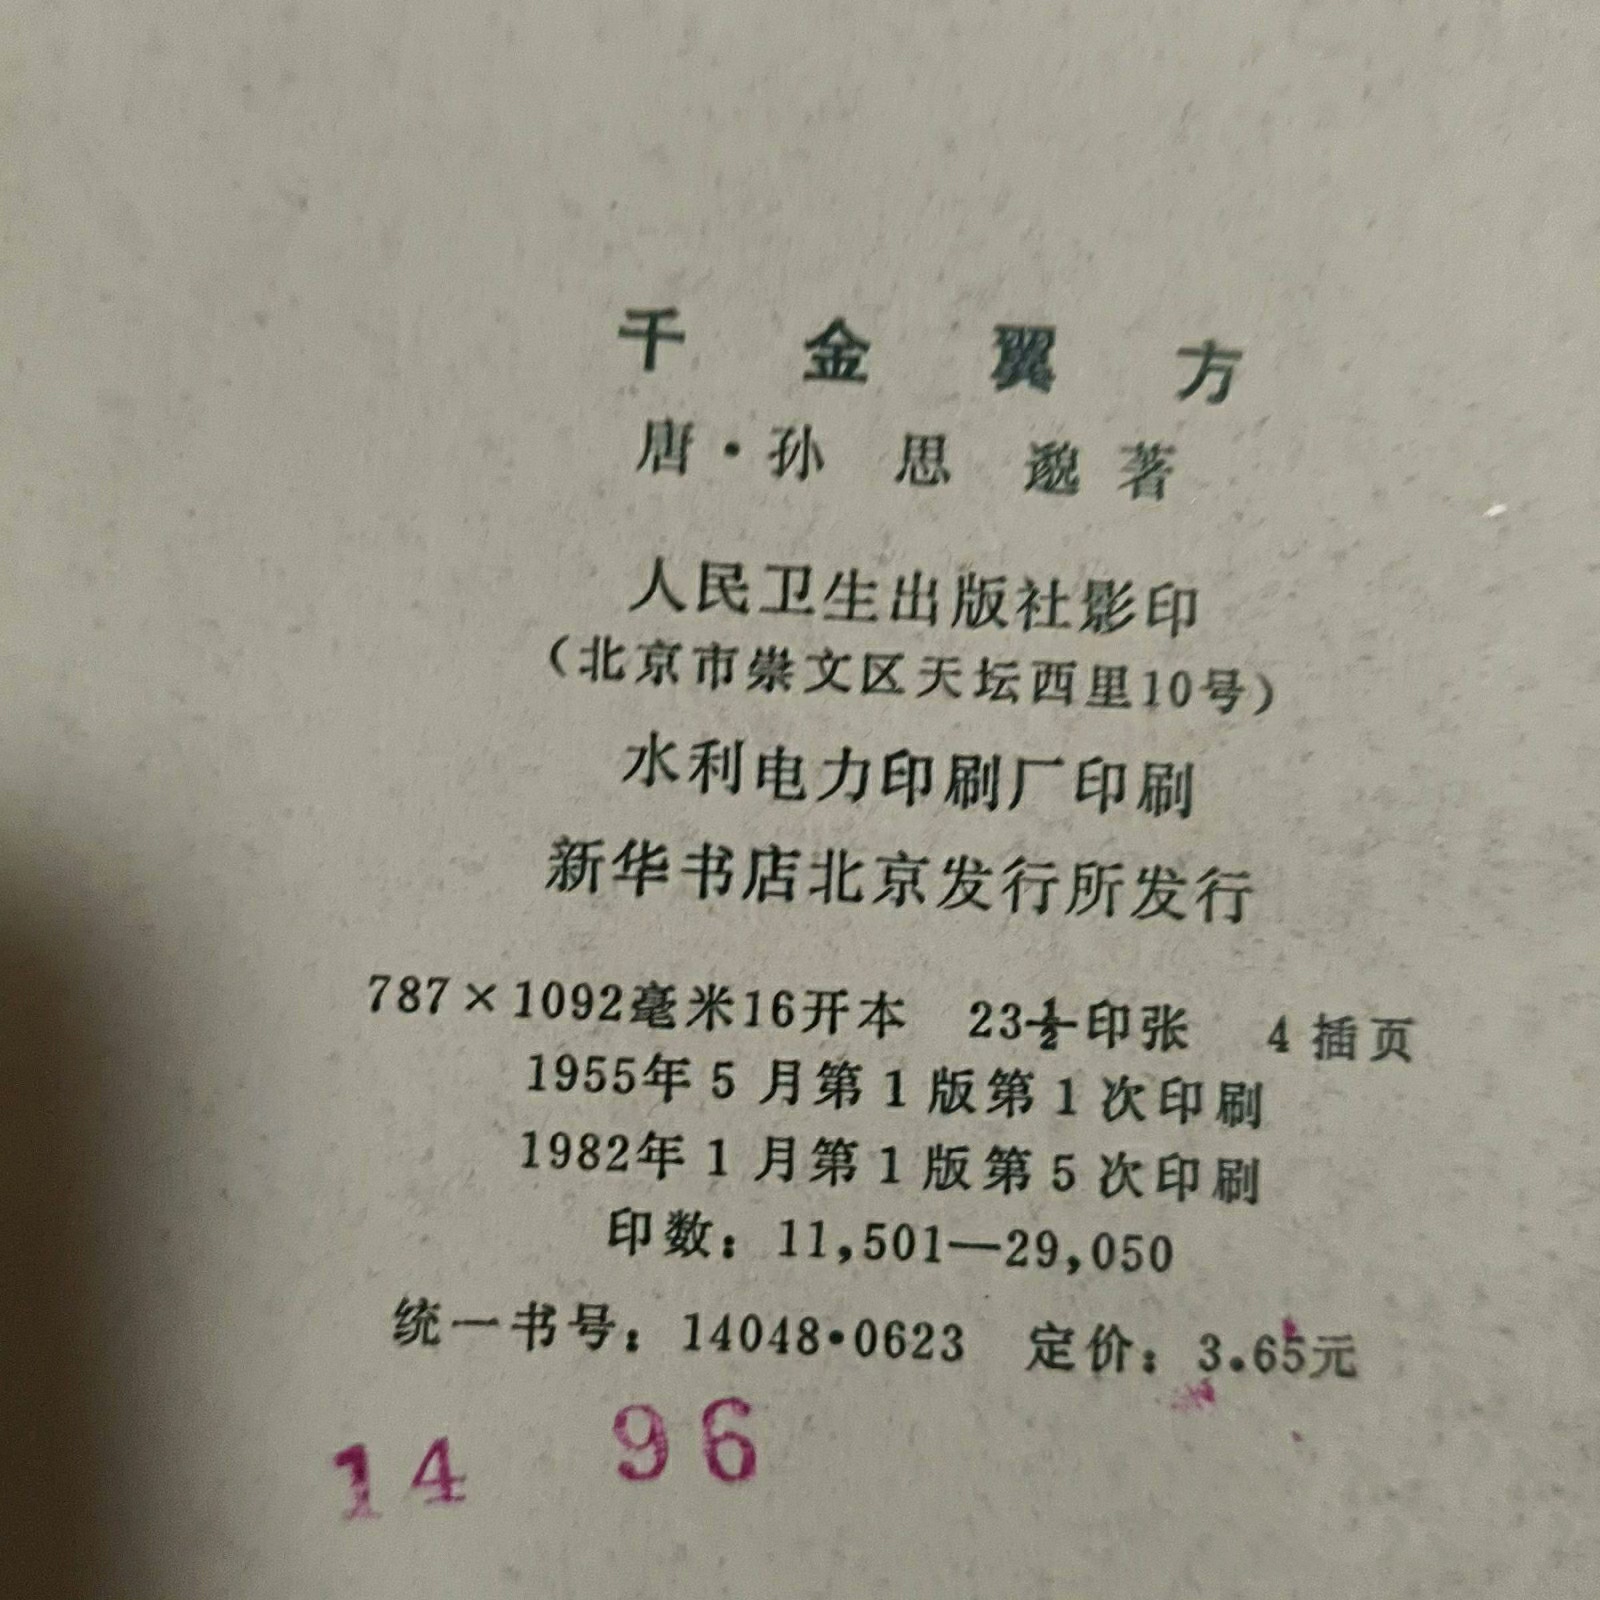 千金翼方
唐·孙思邈著
人民卫生出版社影印
（北京市崇文区天坛西里10号）
水利电力印刷厂印刷
新华书店北京发行所发行
787×1092毫米16开本 23½印张 4插页
1955年5月第1版第1次印刷
1982年1月第1版第5次印刷
印数：11,501—29,050
统一书号：14048·0623 定价：3.65元
14 96